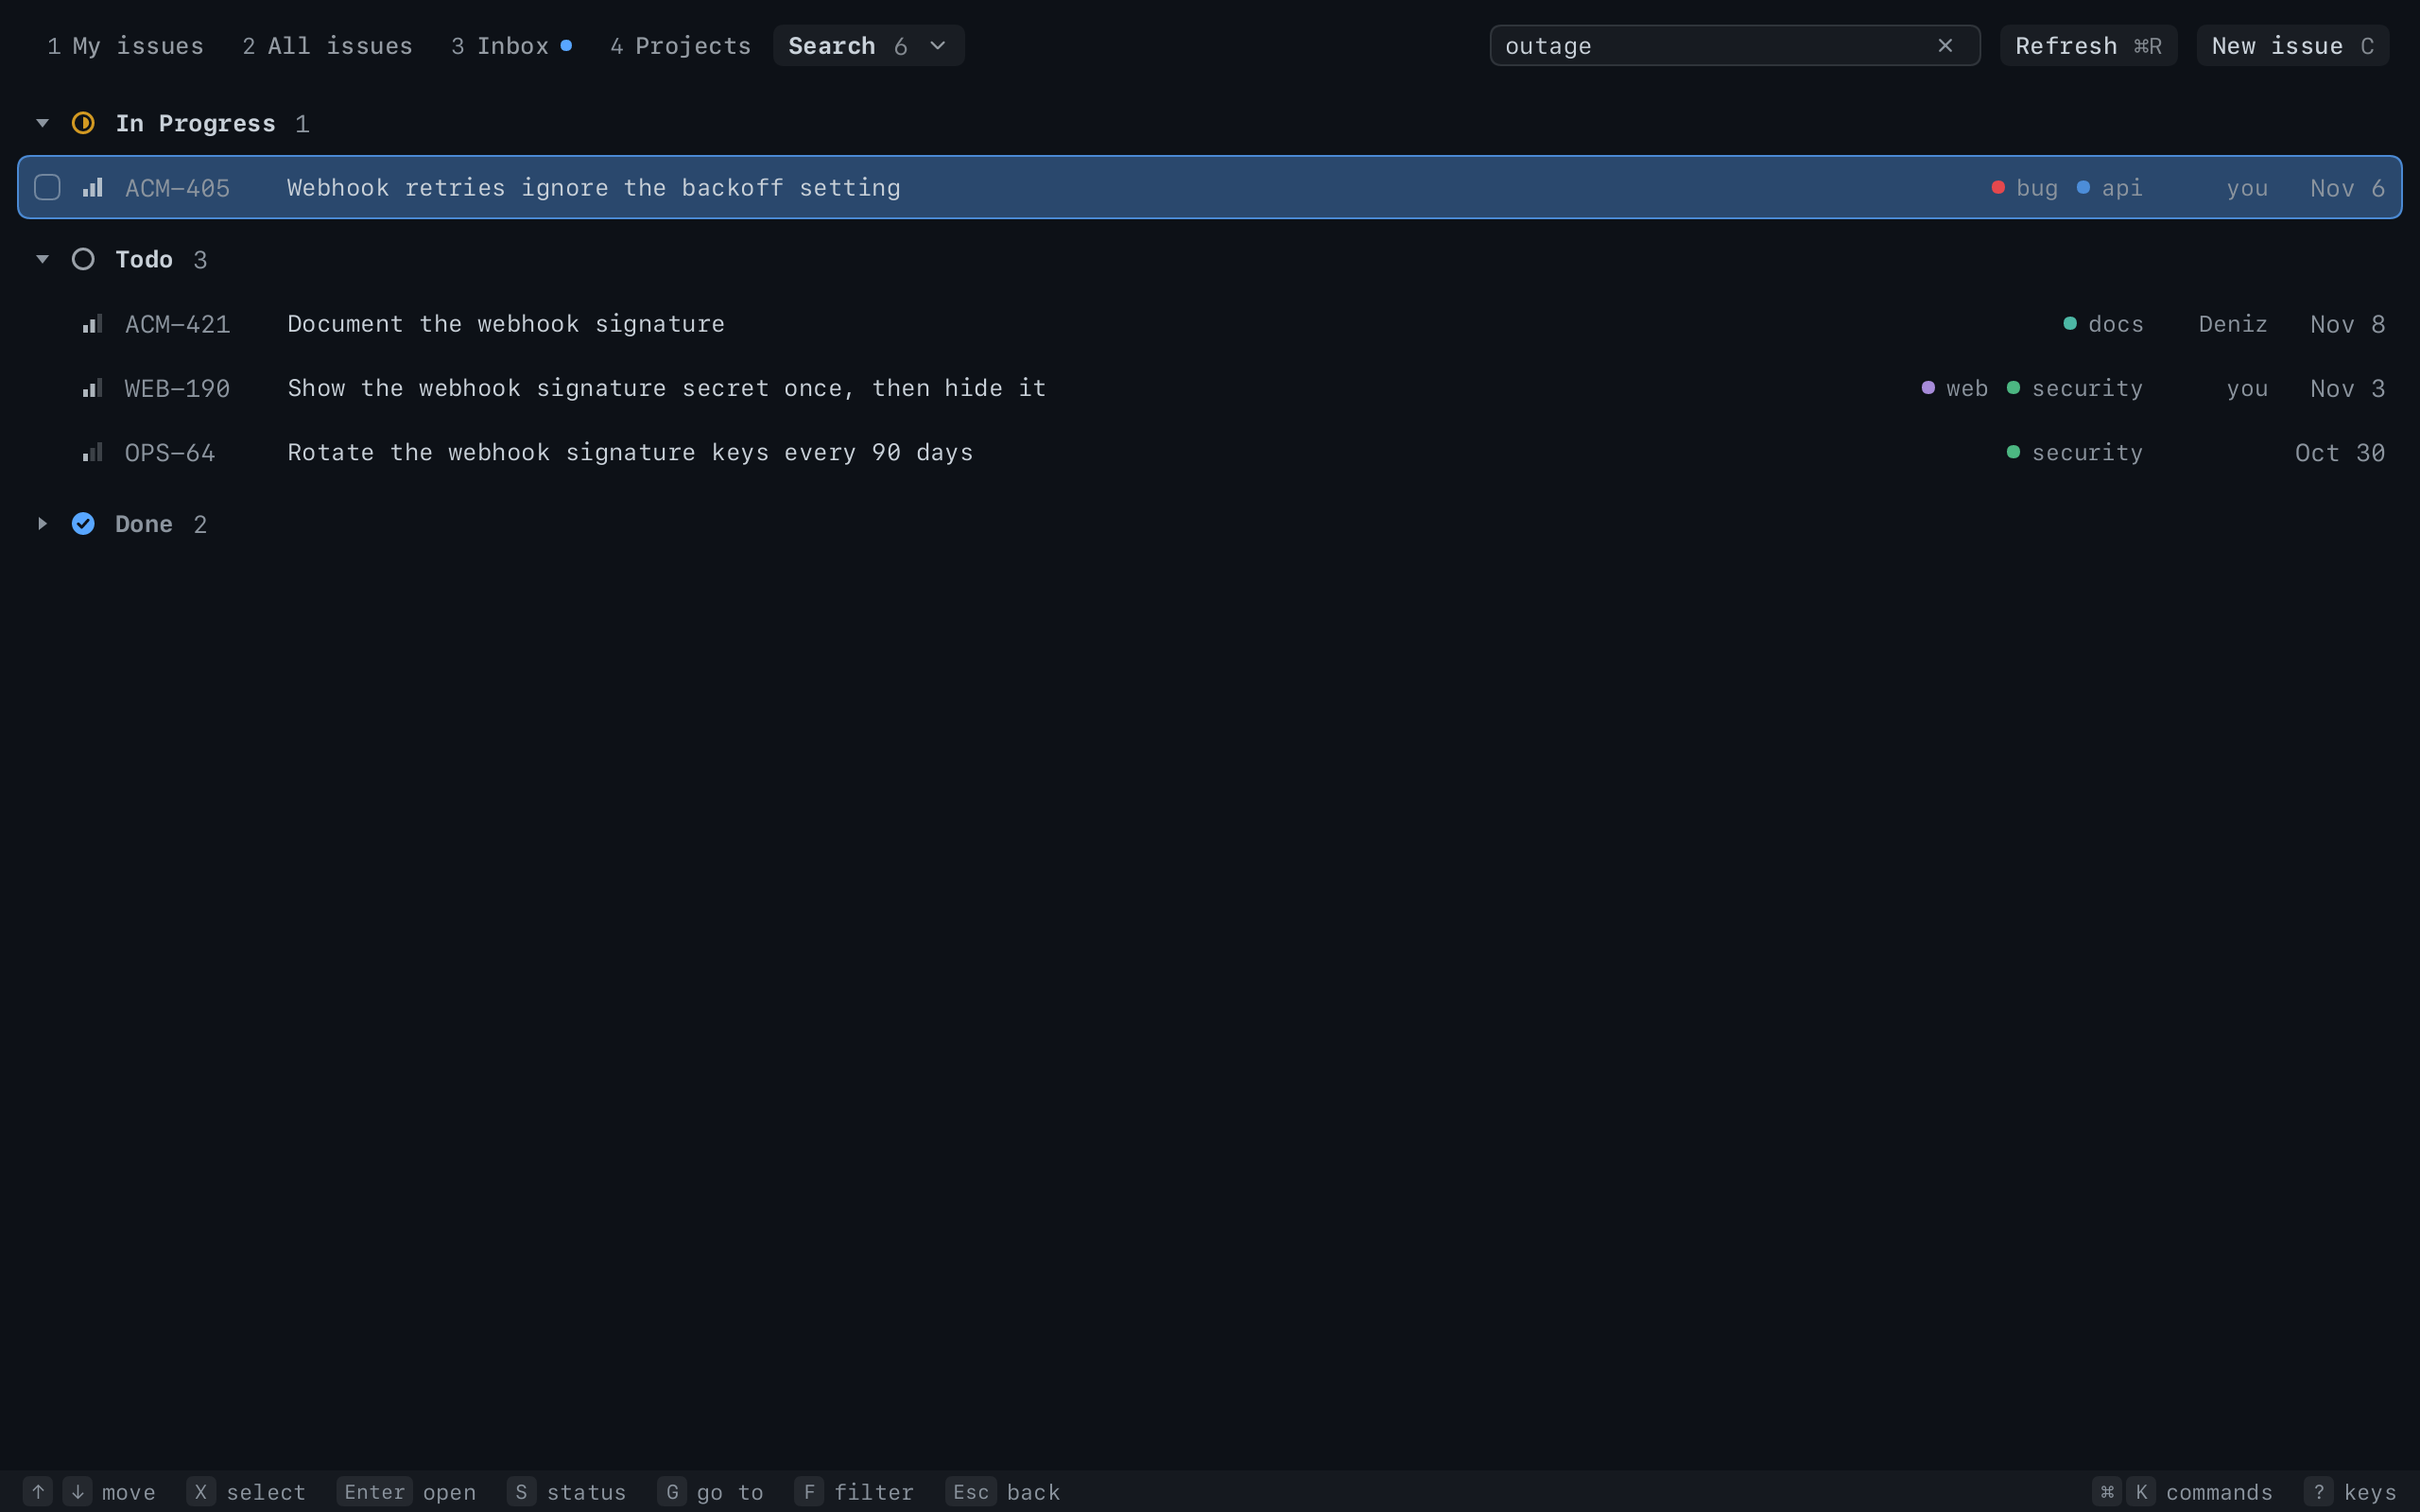 1 My issues 2 All issues 3 Inbox 4 Projects Search 6 outage Refresh ⌘R New issue C
In Progress 1
ACM-405 Webhook retries ignore the backoff setting bug api you Nov 6
Todo 3
ACM-421 Document the webhook signature docs Deniz Nov 8
WEB-190 Show the webhook signature secret once, then hide it web security you Nov 3
OPS-64 Rotate the webhook signature keys every 90 days security Oct 30
Done 2
↑ ↓ move X select Enter open S status G go to F filter Esc back ⌘ K commands ? keys